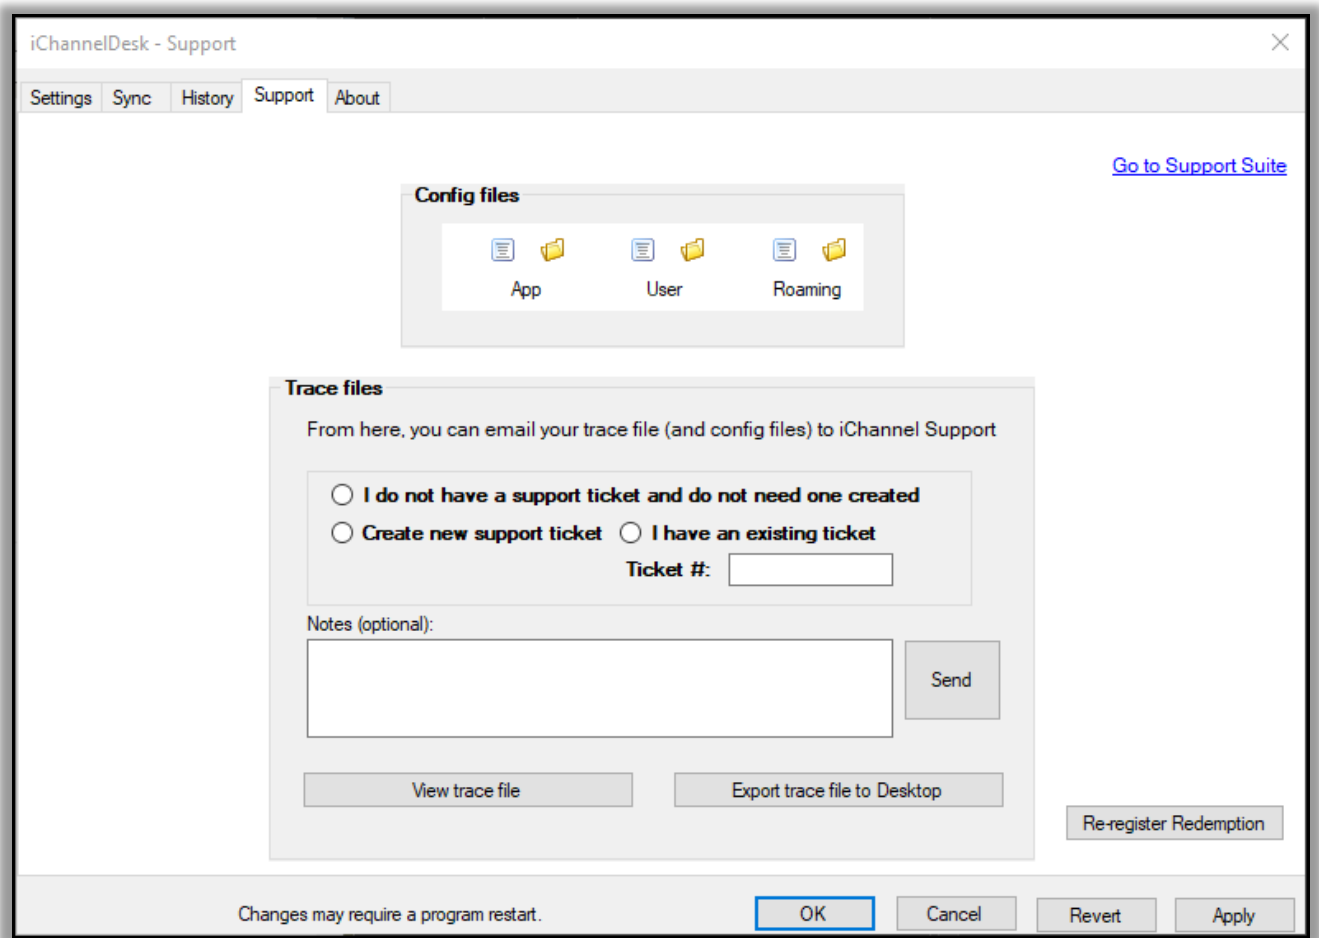 iChannelDesk - Support
Settings Sync History Support About
Go to Support Suite
Config files
App User Roaming
Trace files
From here, you can email your trace file (and config files) to iChannel Support
I do not have a support ticket and do not need one created
Create new support ticket I have an existing ticket
Ticket #:
Notes (optional):
Send
View trace file Export trace file to Desktop
Re-register Redemption
Changes may require a program restart. OK Cancel Revert Apply